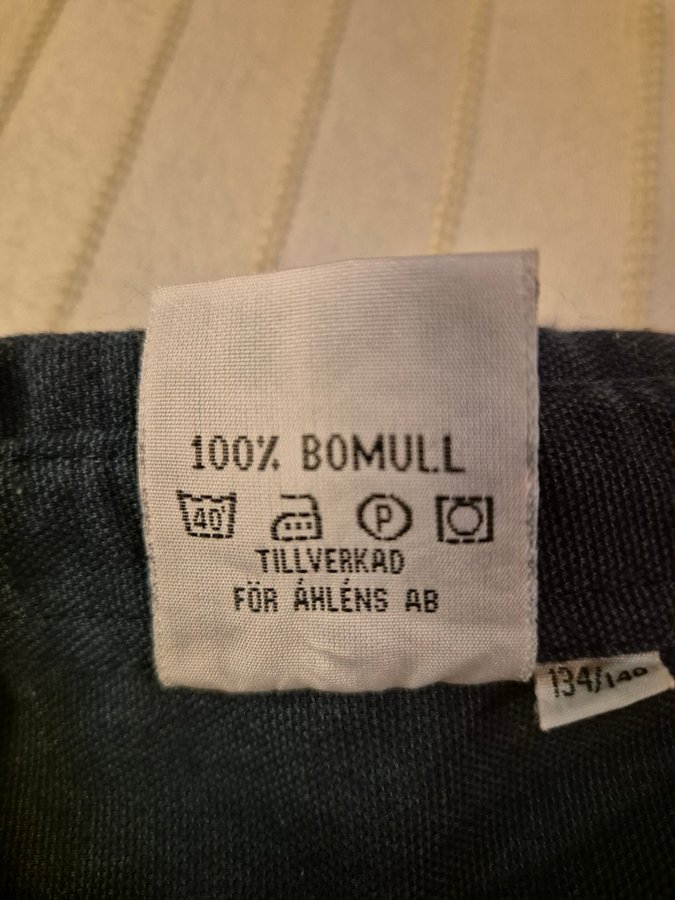 100% BOMULL
40°
P
TILLVERKAD
FÖR ÅHLÉNS AB
134/140